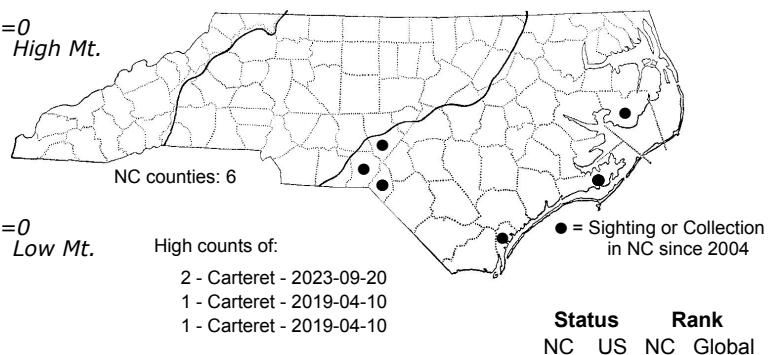 =0
High Mt.
NC counties: 6
=0
Low Mt.
High counts of:
2 - Carteret - 2023-09-20
1 - Carteret - 2019-04-10
1 - Carteret - 2019-04-10
● = Sighting or Collection
in NC since 2004
Status Rank
NC US NC Global